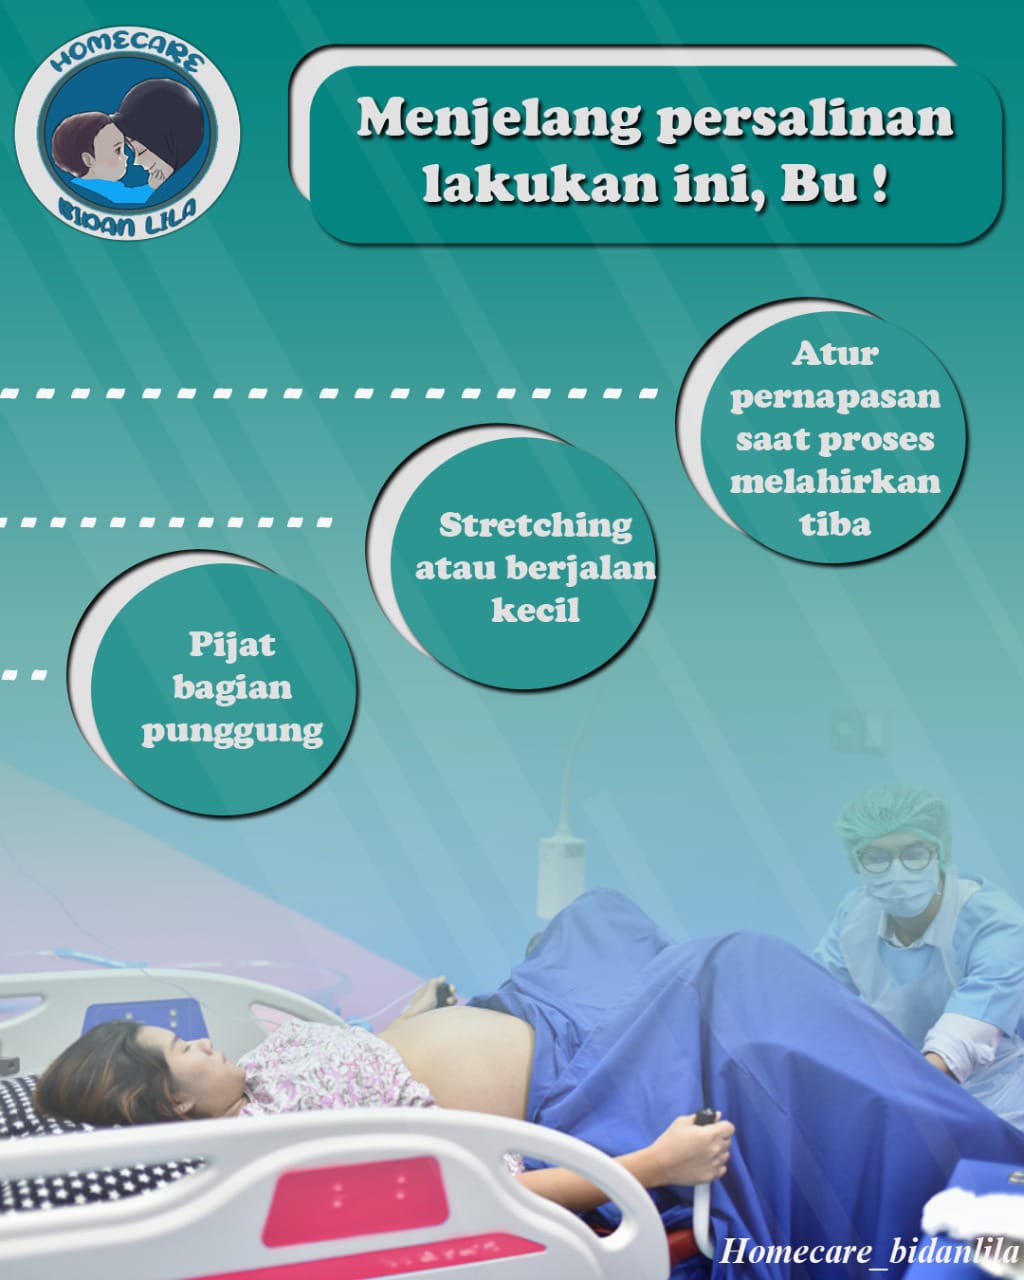 HOMECARE
BIDAN LILA
Menjelang persalinan
lakukan ini, Bu !
Atur
pernapasan
saat proses
melahirkan
tiba
Stretching
atau berjalan
kecil
Pijat
bagian
punggung
Homecare_bidanlila